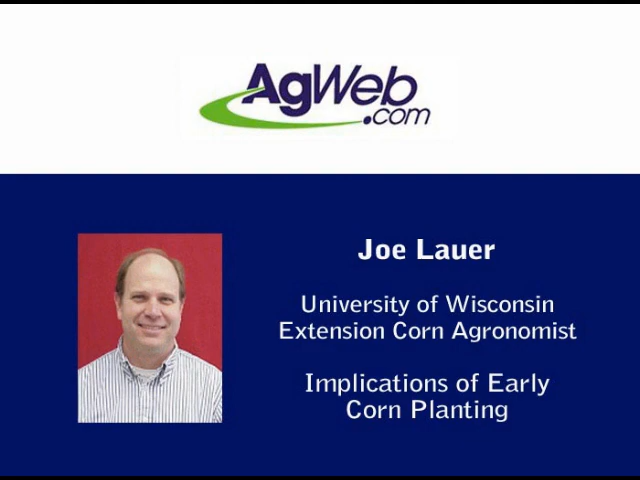 AgWeb
.com
Joe Lauer
University of Wisconsin
Extension Corn Agronomist
Implications of Early
Corn Planting